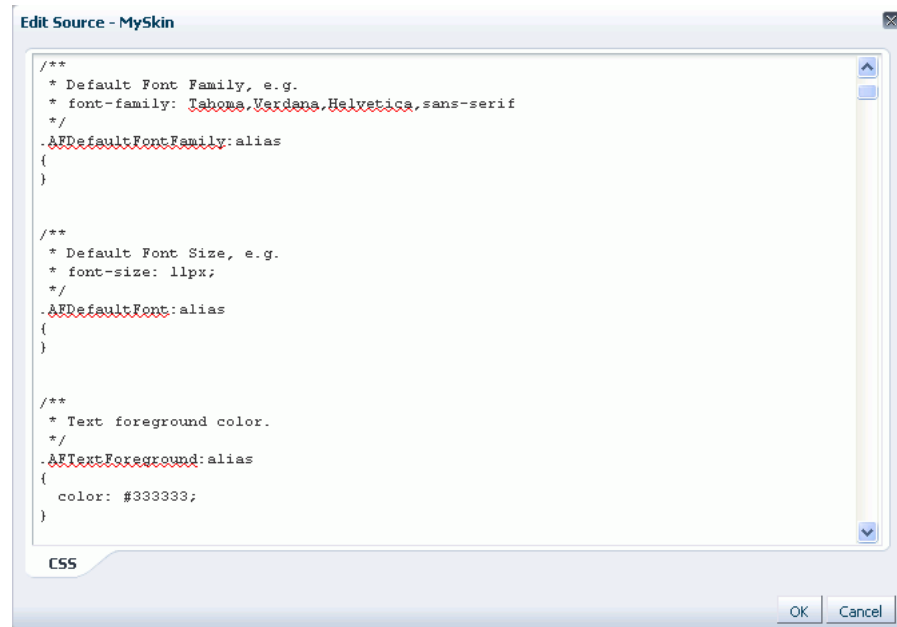 Edit Source - MySkin
/**
 * Default Font Family, e.g.
 * font-family: Tahoma,Verdana,Helvetica,sans-serif
 */
.AFDefaultFontFamily:alias
{
}
/**
 * Default Font Size, e.g.
 * font-size: 11px;
 */
.AFDefaultFont:alias
{
}
/**
 * Text foreground color.
 */
.AFTextForeground:alias
{
  color: #333333;
}
CSS
OK Cancel